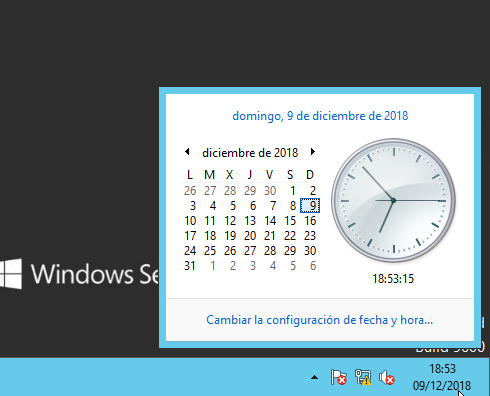 domingo, 9 de diciembre de 2018
diciembre de 2018
L M X J V S D
26 27 28 29 30 1 2
3 4 5 6 7 8 9
10 11 12 13 14 15 16
17 18 19 20 21 22 23
24 25 26 27 28 29 30
31 1 2 3 4 5 6
18:53:15
Windows Se
Cambiar la configuración de fecha y hora...
18:53
09/12/2018